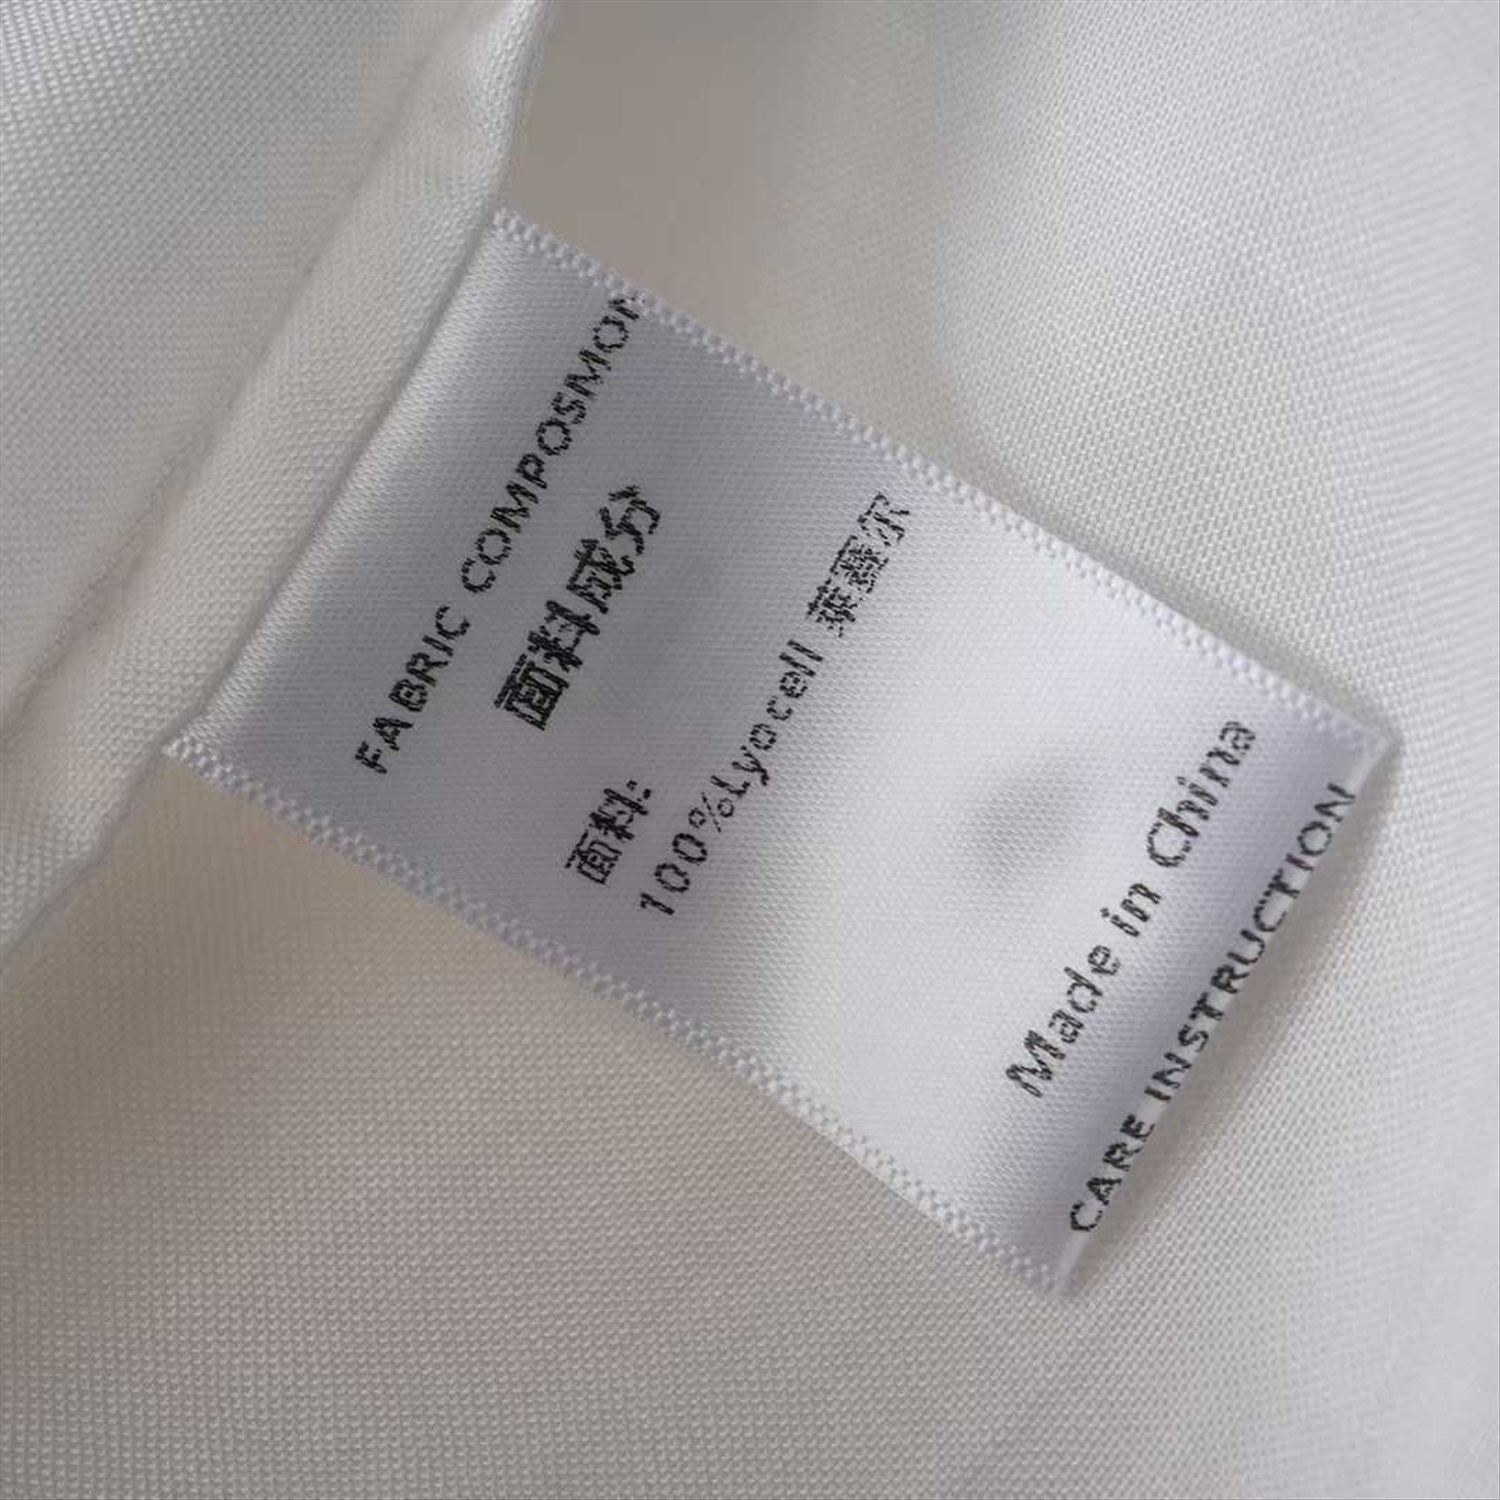 FABRIC COMPOSMON
面料成分
面料:
100%Lyocell 莱赛尔
Made in China
CARE INSTRUCTION